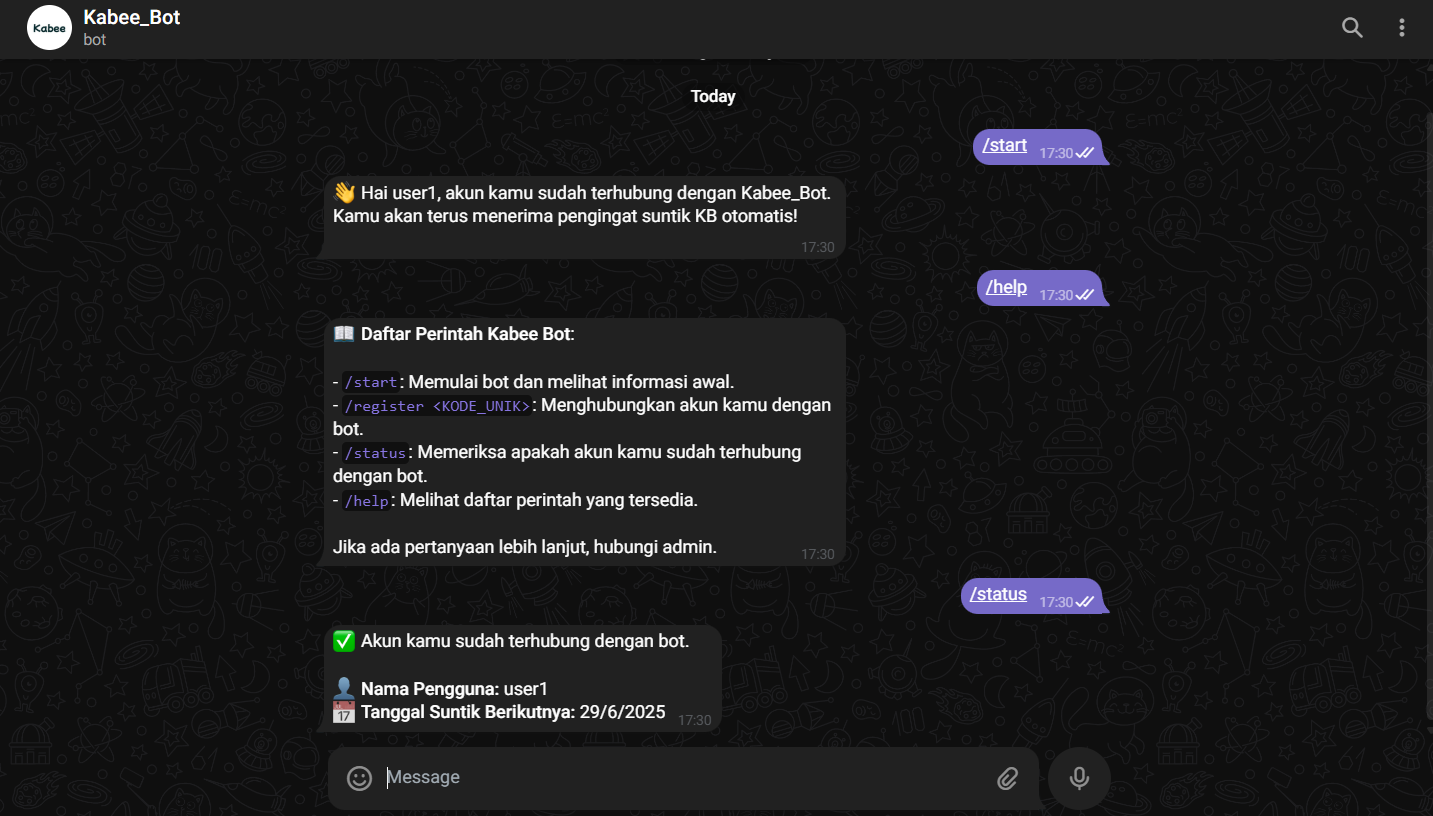 Kabee
Kabee_Bot
bot
Today
/start 17:30
👋 Hai user1, akun kamu sudah terhubung dengan Kabee_Bot.
Kamu akan terus menerima pengingat suntik KB otomatis!
17:30
/help 17:30
📖 Daftar Perintah Kabee Bot:
- /start: Memulai bot dan melihat informasi awal.
- /register <KODE_UNIK>: Menghubungkan akun kamu dengan
bot.
- /status: Memeriksa apakah akun kamu sudah terhubung
dengan bot.
- /help: Melihat daftar perintah yang tersedia.
Jika ada pertanyaan lebih lanjut, hubungi admin.
17:30
/status 17:30
✅ Akun kamu sudah terhubung dengan bot.
👤 Nama Pengguna: user1
📅 Tanggal Suntik Berikutnya: 29/6/2025 17:30
Message